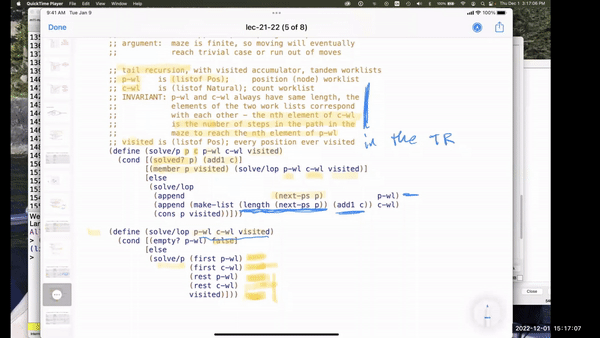 QuickTime Player File Edit View Window Help
Thu Dec 1 3:17:06 PM
9:41 AM Tue Jan 9
100%
Done
lec-21-22 (5 of 8)
;; argument: maze is finite, so moving will eventually
;; reach trivial case or run out of moves
;; tail recursion, with visited accumulator, tandem worklists
;; p-wl is (listof Pos); position (node) worklist
;; c-wl is (listof Natural); count worklist
;; INVARIANT: p-wl and c-wl always have same length, the
;; elements of the two work lists correspond
;; with each other - the nth element of c-wl
;; is the number of steps in the path in the
;; maze to reach the nth element of p-wl
in the TR
;; visited is (listof Pos); every position ever visited
(define (solve/p p c p-wl c-wl visited)
(cond [(solved? p) (add1 c)]
[(member p visited) (solve/lop p-wl c-wl visited)]
[else
(solve/lop
(append (next-ps p) p-wl)
(append (make-list (length (next-ps p)) (add1 c)) c-wl)
(cons p visited))]))
(define (solve/lop p-wl c-wl visited)
(cond [(empty? p-wl) false]
[else
(solve/p (first p-wl)
(first c-wl)
(rest p-wl)
(rest c-wl)
visited)]))
Close
2022-12-01 15:17:07